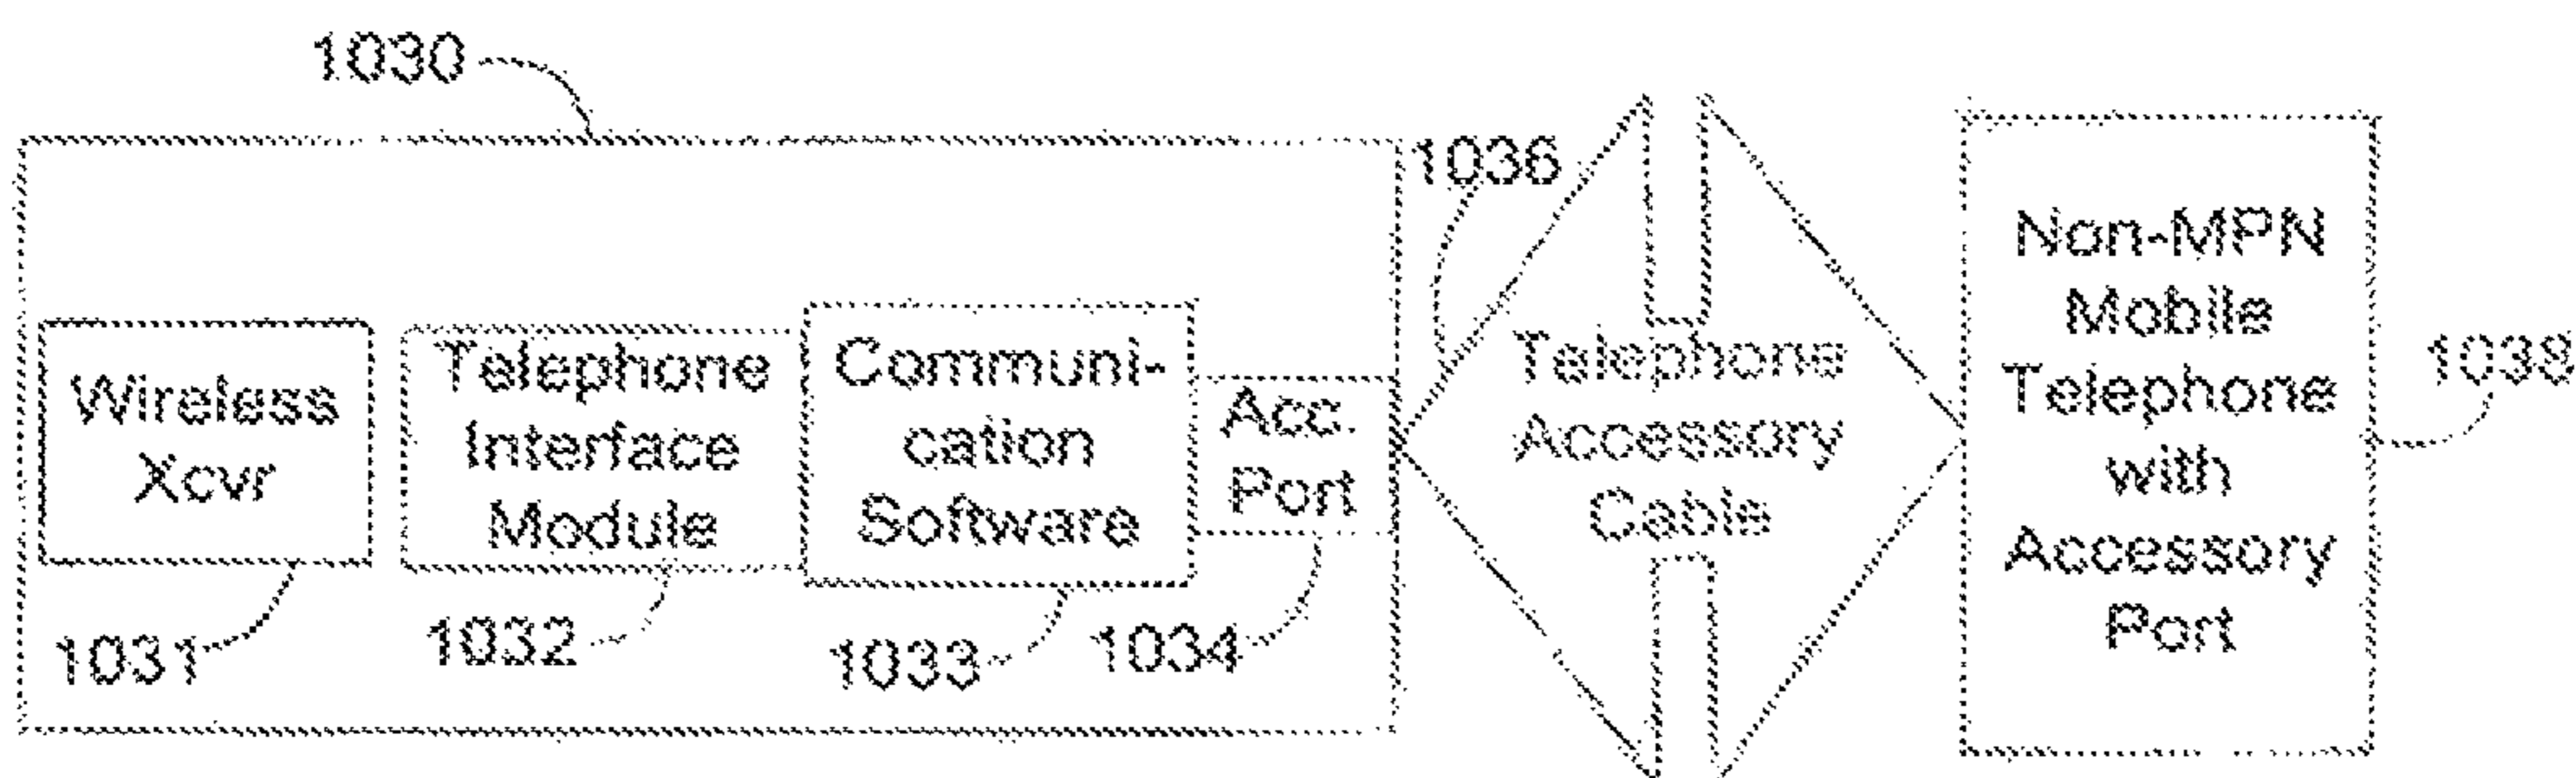 1030
1036
Wireless
Xcvr
Telephone
Interface
Module
Communi-
cation
Software
Acc.
Port
Telephone
Accessory
Cable
Non-MPN
Mobile
Telephone
with
Accessory
Port
1038
1031
1032
1033
1034